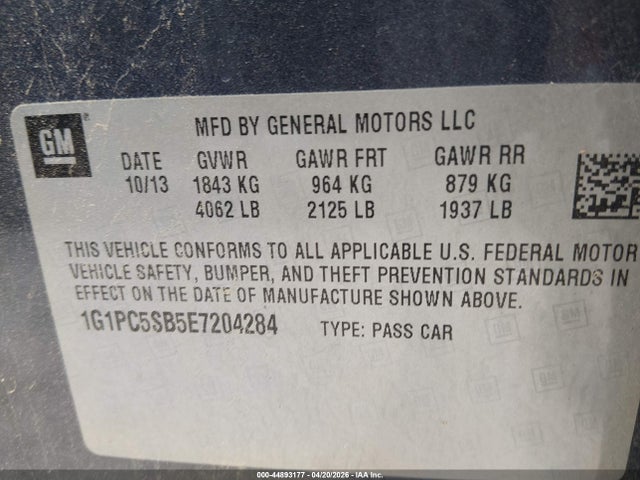 GM
MFD BY GENERAL MOTORS LLC
DATE GVWR GAWR FRT GAWR RR
10/13 1843 KG 964 KG 879 KG
4062 LB 2125 LB 1937 LB
THIS VEHICLE CONFORMS TO ALL APPLICABLE U.S. FEDERAL MOTOR
VEHICLE SAFETY, BUMPER, AND THEFT PREVENTION STANDARDS IN
EFFECT ON THE DATE OF MANUFACTURE SHOWN ABOVE.
1G1PC5SB5E7204284 TYPE: PASS CAR
000-44893177 - 04/20/2026 - IAA Inc.